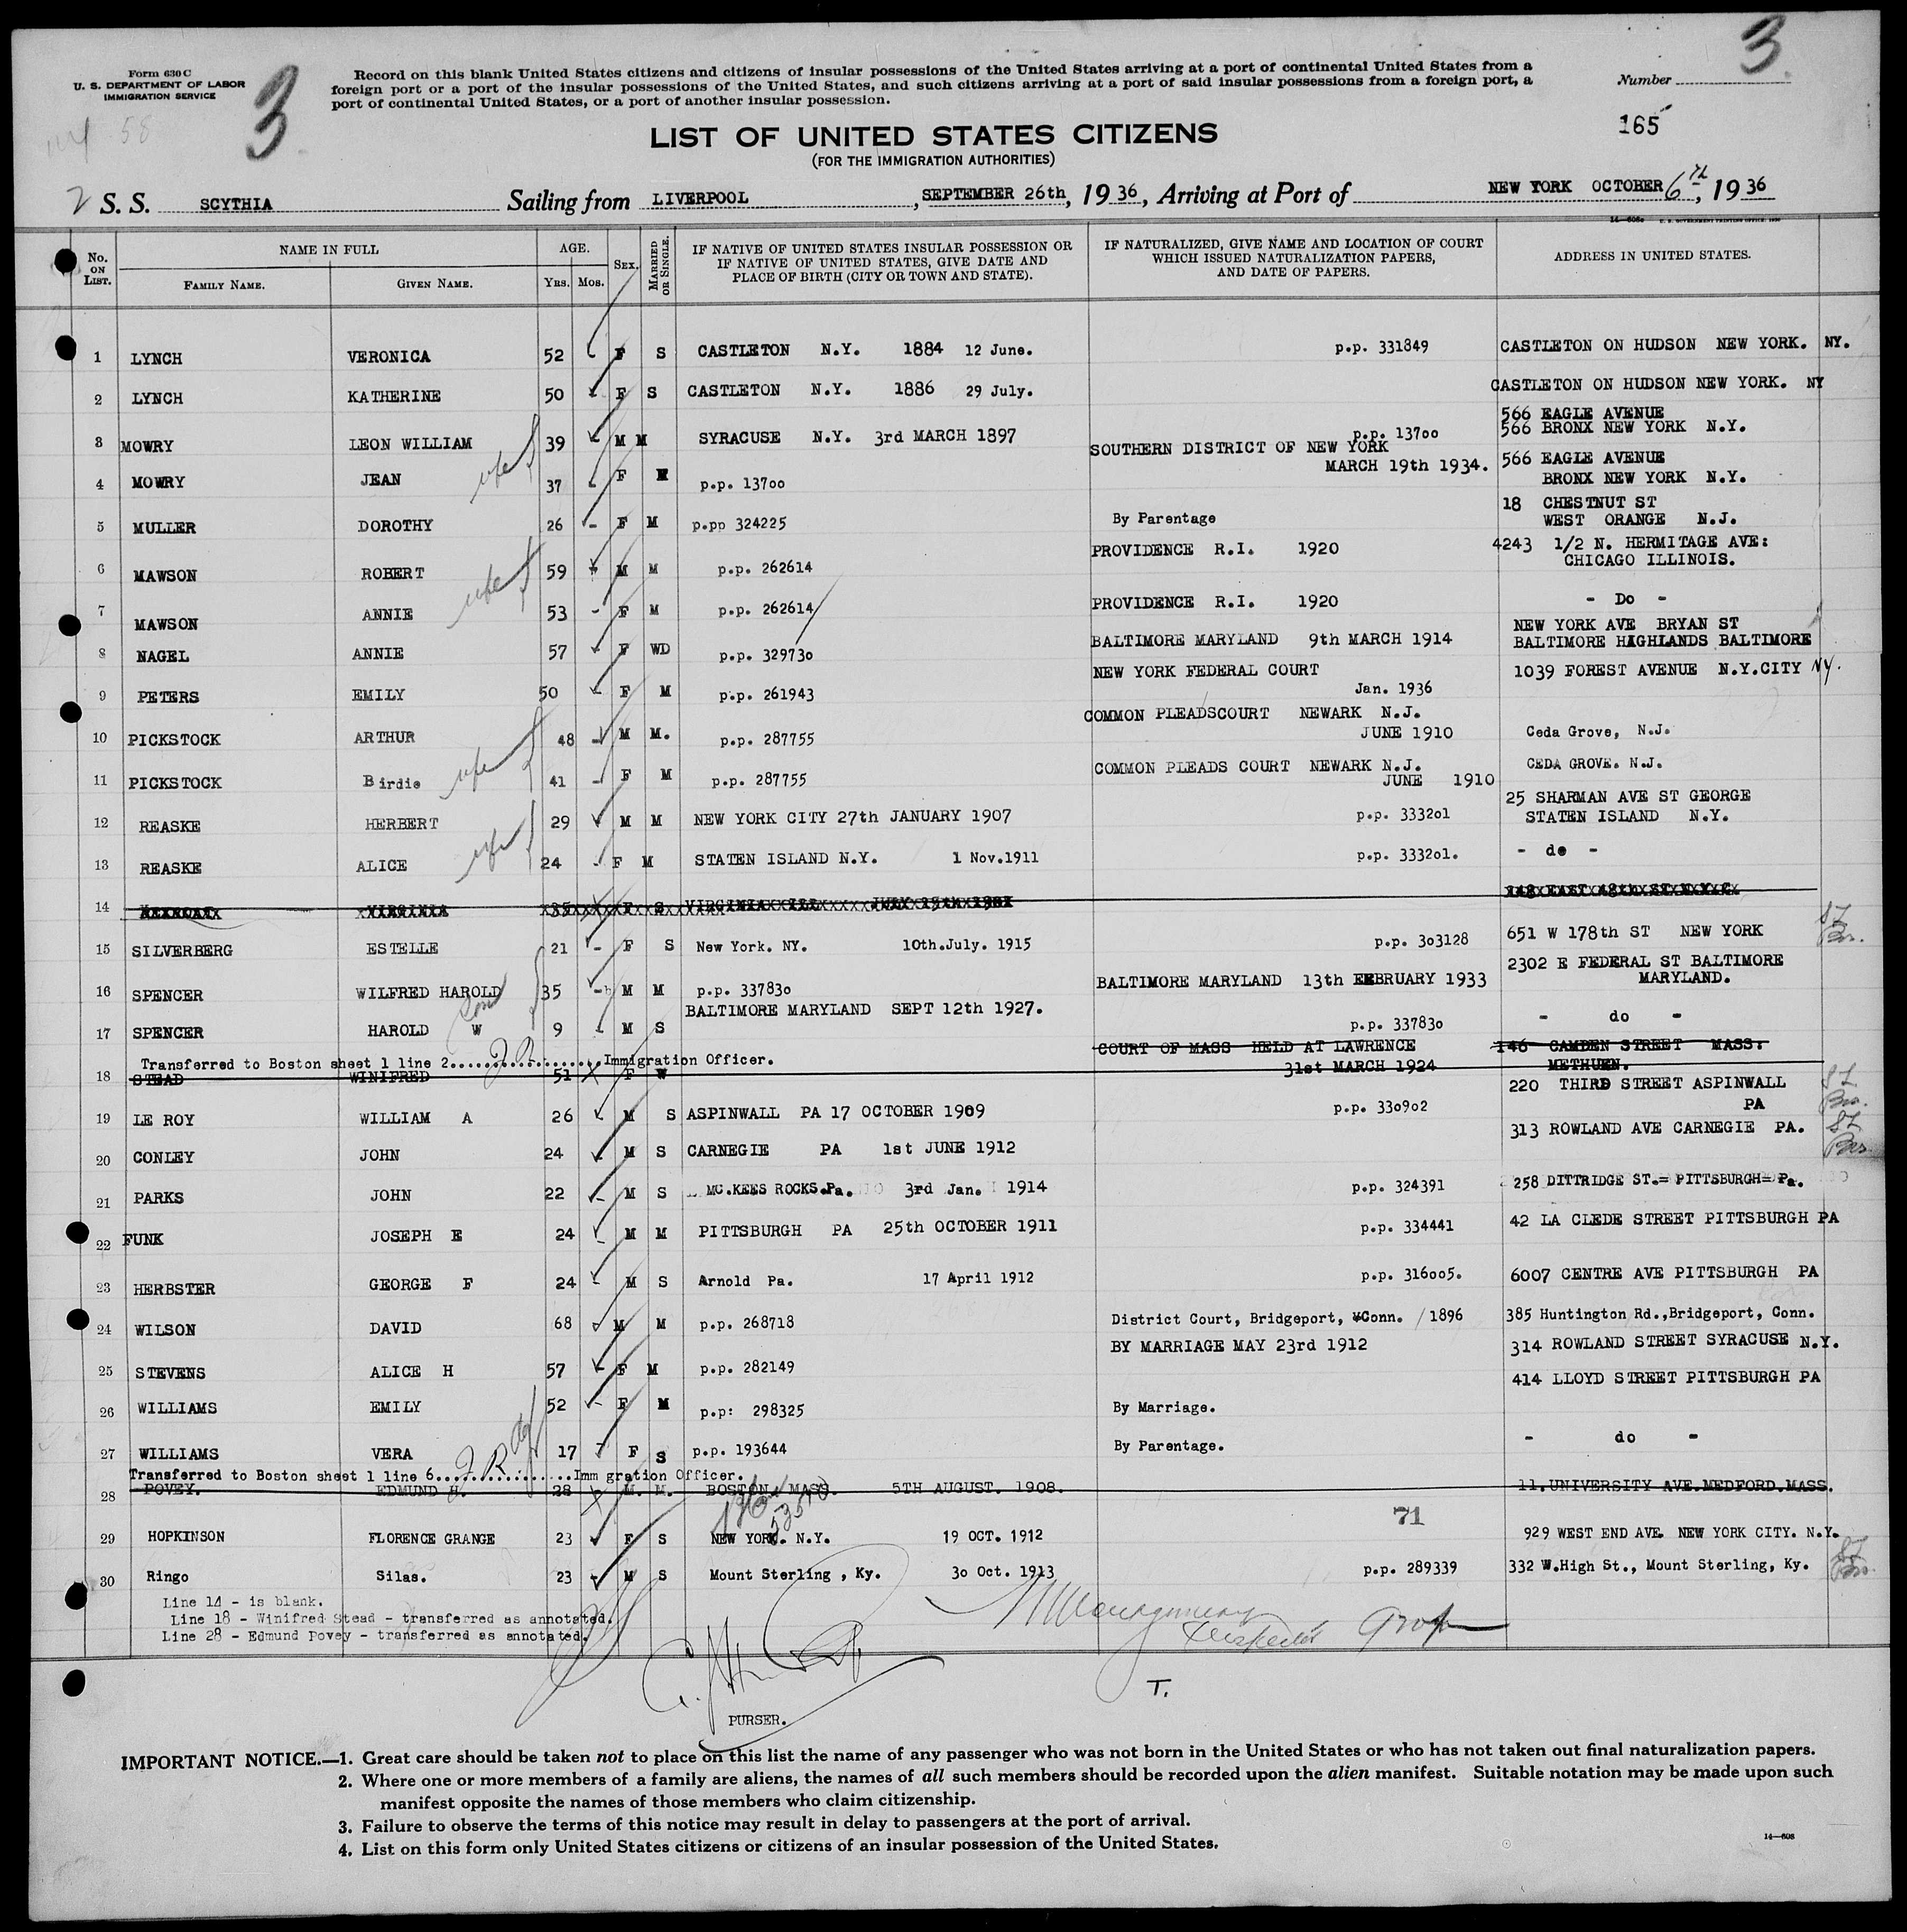 Form 630 C
U. S. DEPARTMENT OF LABOR
IMMIGRATION SERVICE
3
58
Record on this blank United States citizens and citizens of insular possessions of the United States arriving at a port of continental United States from a
foreign port or a port of the insular possessions of the United States, and such citizens arriving at a port of said insular possessions from a foreign port, a
port of continental United States, or a port of another insular possession.
Number 3
165
LIST OF UNITED STATES CITIZENS
(FOR THE IMMIGRATION AUTHORITIES)
2 S. S. SCYTHIA Sailing from LIVERPOOL, SEPTEMBER 26th, 1936, Arriving at Port of NEW YORK OCTOBER 6th, 1936
No. ON LIST. NAME IN FULL FAMILY NAME. GIVEN NAME. AGE. YRS. MOS. SEX. MARRIED OR SINGLE. IF NATIVE OF UNITED STATES INSULAR POSSESSION OR IF NATIVE OF UNITED STATES, GIVE DATE AND PLACE OF BIRTH (CITY OR TOWN AND STATE). IF NATURALIZED, GIVE NAME AND LOCATION OF COURT WHICH ISSUED NATURALIZATION PAPERS, AND DATE OF PAPERS. ADDRESS IN UNITED STATES.
1 LYNCH VERONICA 52 F S CASTLETON N.Y. 1884 12 June. p.p. 331849 CASTLETON ON HUDSON NEW YORK. NY.
2 LYNCH KATHERINE 50 F S CASTLETON N.Y. 1886 29 July. CASTLETON ON HUDSON NEW YORK. NY
3 MOWRY LEON WILLIAM 39 M M SYRACUSE N.Y. 3rd MARCH 1897 p.p. 13700 566 EAGLE AVENUE 566 BRONX NEW YORK N.Y.
4 MOWRY JEAN wife 37 F M p.p. 13700 SOUTHERN DISTRICT OF NEW YORK MARCH 19th 1934. 566 EAGLE AVENUE BRONX NEW YORK N.Y.
5 MULLER DOROTHY 26 F M p.pp 324225 By Parentage 18 CHESTNUT ST WEST ORANGE N.J.
6 MAWSON ROBERT 59 M M p.p. 262614 PROVIDENCE R.I. 1920 4243 1/2 N. HERMITAGE AVE: CHICAGO ILLINOIS.
7 MAWSON ANNIE wife 53 F M p.p. 262614 PROVIDENCE R.I. 1920 - Do -
8 NAGEL ANNIE 57 F WD p.p. 329730 BALTIMORE MARYLAND 9th MARCH 1914 NEW YORK AVE BRYAN ST BALTIMORE HIGHLANDS BALTIMORE
9 PETERS EMILY 50 F M p.p. 261943 NEW YORK FEDERAL COURT Jan. 1936 1039 FOREST AVENUE N.Y.CITY NY.
10 PICKSTOCK ARTHUR 48 M M. p.p. 287755 COMMON PLEADSCOURT NEWARK N.J. JUNE 1910 Ceda Grove, N.J.
11 PICKSTOCK Birdie wife 41 F M p.p. 287755 COMMON PLEADS COURT NEWARK N.J. JUNE 1910 CEDA GROVE. N.J.
12 REASKE HERBERT 29 M M NEW YORK CITY 27th JANUARY 1907 p.p. 333201 25 SHARMAN AVE ST GEORGE STATEN ISLAND N.Y.
13 REASKE ALICE wife 24 F M STATEN ISLAND N.Y. 1 Nov.1911 p.p. 333201. - do -
14 VIRGINIA 35 F S
15 SILVERBERG ESTELLE 21 F S New York. NY. 10th.July. 1915 p.p. 303128 651 W 178th ST NEW YORK
16 SPENCER WILFRED HAROLD 35 M M p.p. 337830 BALTIMORE MARYLAND 13th FEBRUARY 1933 2302 E FEDERAL ST BALTIMORE MARYLAND.
17 SPENCER HAROLD W son 9 M S BALTIMORE MARYLAND SEPT 12th 1927. p.p. 337830 - do -
Transferred to Boston sheet 1 line 2..............Immigration Officer.
18 STEAD WINIFRED 51 F W COURT OF MASS HELD AT LAWRENCE 31st MARCH 1924 146 CAMDEN STREET MASS: METHUEN.
19 LE ROY WILLIAM A 26 M S ASPINWALL PA 17 OCTOBER 1909 p.p. 330902 220 THIRD STREET ASPINWALL PA
20 CONLEY JOHN 24 M S CARNEGIE PA 1st JUNE 1912 313 ROWLAND AVE CARNEGIE PA.
21 PARKS JOHN 22 M S MC.KEES ROCKS.Pa. 3rd Jan. 1914 p.p. 324391 258 DITTRIDGE ST.= PITTSBURGH= Pa.
22 FUNK JOSEPH E 24 M M PITTSBURGH PA 25th OCTOBER 1911 p.p. 334441 42 LA CLEDE STREET PITTSBURGH PA
23 HERBSTER GEORGE F 24 M S Arnold Pa. 17 April 1912 p.p. 316005. 6007 CENTRE AVE PITTSBURGH PA
24 WILSON DAVID 68 M M p.p. 268718 District Court, Bridgeport, Conn. / 1896 385 Huntington Rd.,Bridgeport, Conn.
25 STEVENS ALICE H 57 F M p.p. 282149 BY MARRIAGE MAY 23rd 1912 314 ROWLAND STREET SYRACUSE N.Y.
26 WILLIAMS EMILY 52 F M p.p: 298325 By Marriage. 414 LLOYD STREET PITTSBURGH PA
27 WILLIAMS VERA 17 F S p.p. 193644 By Parentage. - do -
Transferred to Boston sheet 1 line 6..............Imm gration Officer.
28 POVEY. EDMUND H. 28 M. M. BOSTON MASS. 5TH AUGUST. 1908. 11.UNIVERSITY AVE.MEDFORD.MASS.
71
29 HOPKINSON FLORENCE GRANGE 23 F S NEW YORK. N.Y. 19 OCT. 1912 929 WEST END AVE. NEW YORK CITY. N.Y.
30 Ringo Silas. 23 M S Mount Sterling , Ky. 30 Oct. 1913 p.p. 289339 332 W.High St., Mount Sterling, Ky.
Line 14 - is blank.
Line 18 - Winifred Stead - transferred as annotated.
Line 28 - Edmund Povey - transferred as annotated.
T.
PURSER.
IMPORTANT NOTICE.—1. Great care should be taken not to place on this list the name of any passenger who was not born in the United States or who has not taken out final naturalization papers.
2. Where one or more members of a family are aliens, the names of all such members should be recorded upon the alien manifest. Suitable notation may be made upon such
manifest opposite the names of those members who claim citizenship.
3. Failure to observe the terms of this notice may result in delay to passengers at the port of arrival.
4. List on this form only United States citizens or citizens of an insular possession of the United States.
14—608